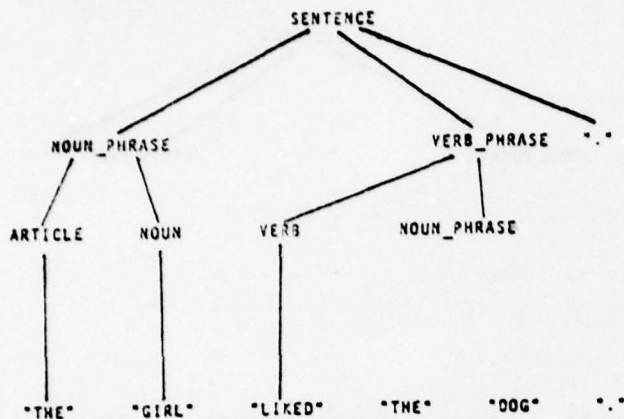 SENTENCE
NOUN_PHRASE VERB_PHRASE "."
ARTICLE NOUN VERB NOUN_PHRASE
"THE" "GIRL" "LIKED" "THE" "DOG" "."